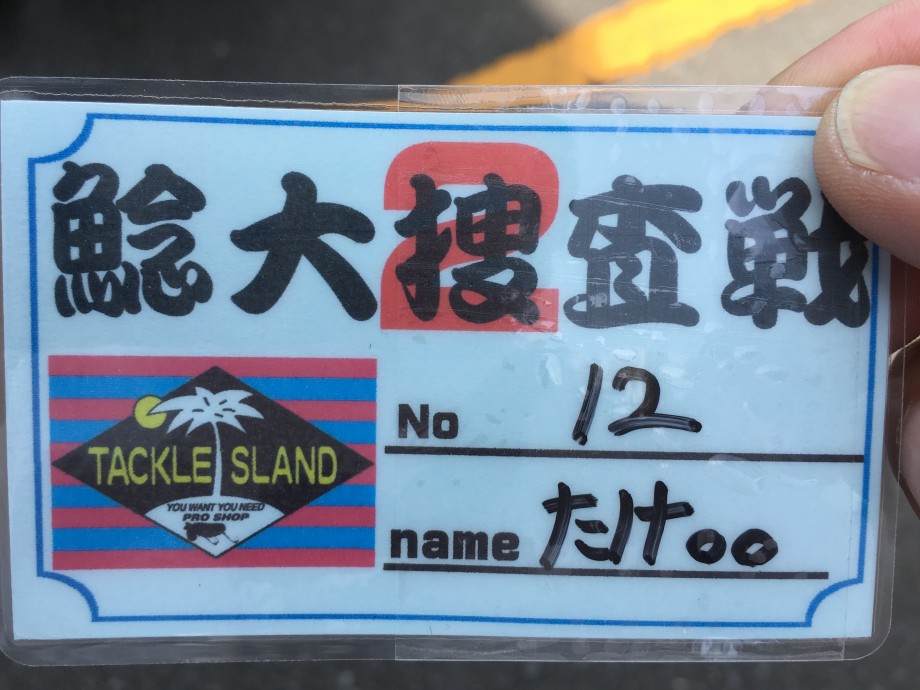 鯰大捜査戦
2
TACKLE SLAND
YOU WANT YOU NEED
PRO SHOP
No 12
name たけoo